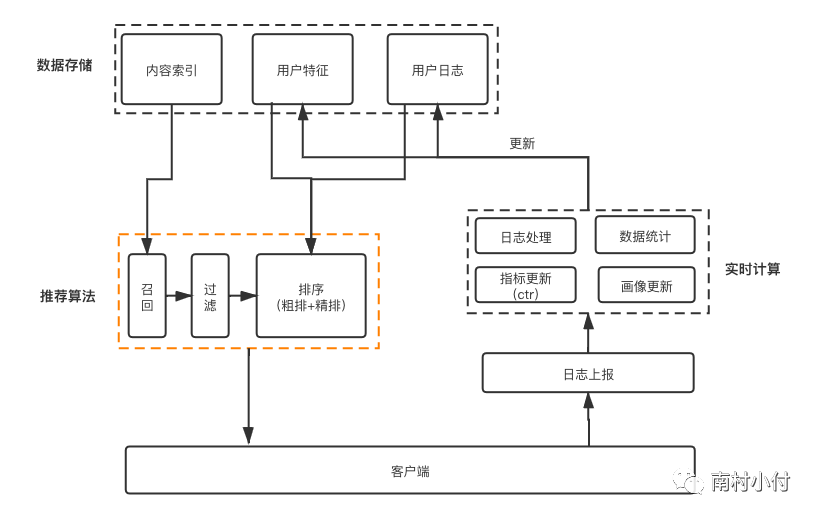 数据存储
内容索引
用户特征
用户日志
更新
日志处理
数据统计
指标更新
(ctr)
画像更新
实时计算
推荐算法
召
回
过
滤
排序
(粗排+精排)
日志上报
客户端
南村小付